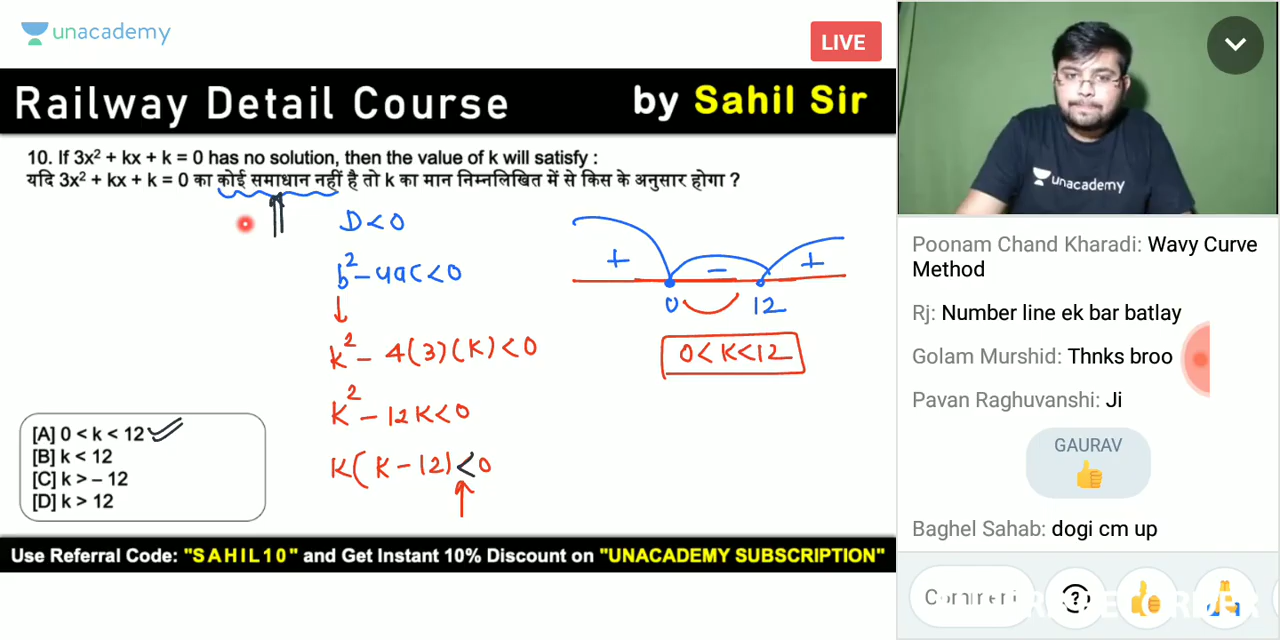 unacademy
LIVE
Railway Detail Course by Sahil Sir
10. If 3x² + kx + k = 0 has no solution, then the value of k will satisfy :
यदि 3x² + kx + k = 0 का कोई समाधान नहीं है तो k का मान निम्नलिखित में से किस के अनुसार होगा ?
D < 0
b² - 4ac < 0
k² - 4(3)(k) < 0
k² - 12k < 0
k(k - 12) < 0
+ - +
0 12
0 < k < 12
[A] 0 < k < 12
[B] k < 12
[C] k > – 12
[D] k > 12
Use Referral Code: "SAHIL10" and Get Instant 10% Discount on "UNACADEMY SUBSCRIPTION"
unacademy
Poonam Chand Kharadi: Wavy Curve
Method
Rj: Number line ek bar batlay
Golam Murshid: Thnks broo
Pavan Raghuvanshi: Ji
GAURAV
Baghel Sahab: dogi cm up
?